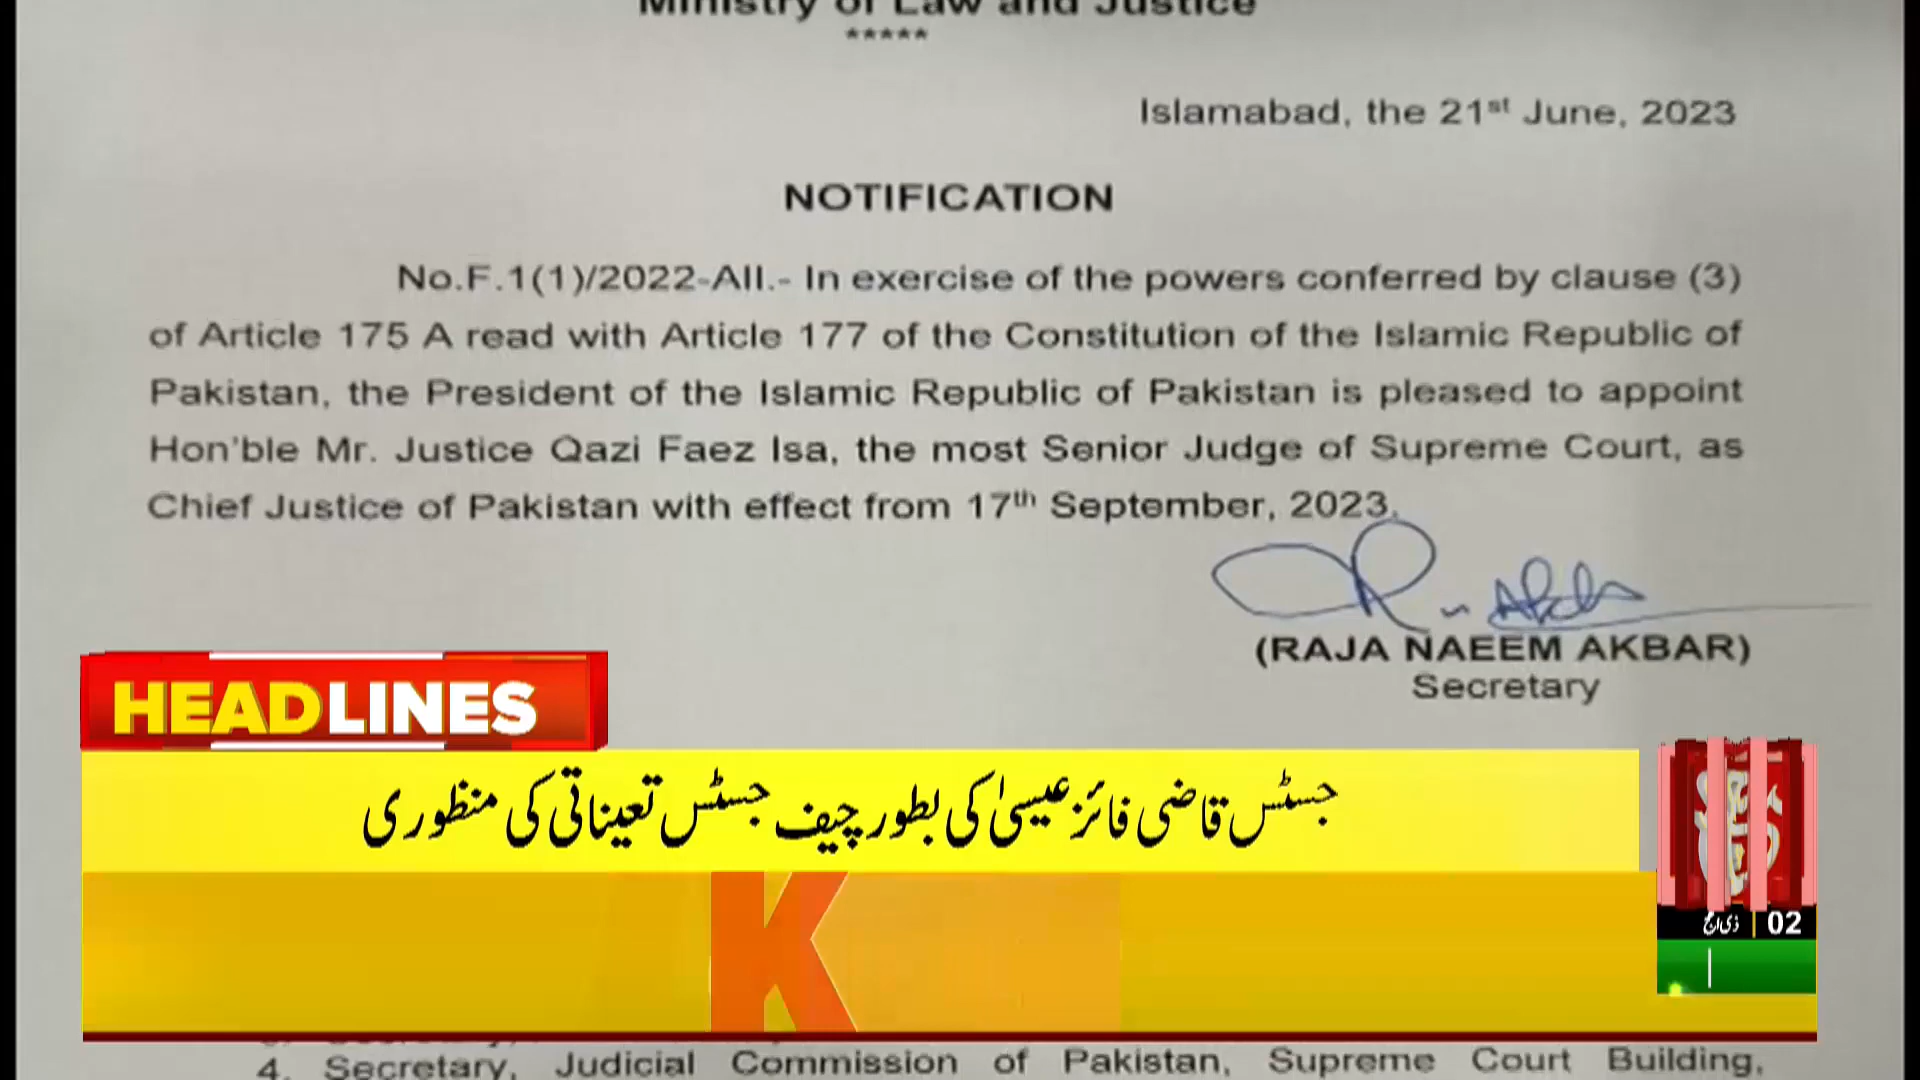 Ministry of Law and Justice
*****
Islamabad, the 21st June, 2023
NOTIFICATION
No.F.1(1)/2022-AII.- In exercise of the powers conferred by clause (3)
of Article 175 A read with Article 177 of the Constitution of the Islamic Republic of
Pakistan, the President of the Islamic Republic of Pakistan is pleased to appoint
Hon'ble Mr. Justice Qazi Faez Isa, the most Senior Judge of Supreme Court, as
Chief Justice of Pakistan with effect from 17th September, 2023.
(RAJA NAEEM AKBAR)
Secretary
HEADLINES
جسٹس قاضی فائز عیسیٰ کی بطور چیف جسٹس تعیناتی کی منظوری
K
02 ذی الج
4. Secretary, Judicial Commission of Pakistan, Supreme Court Building,